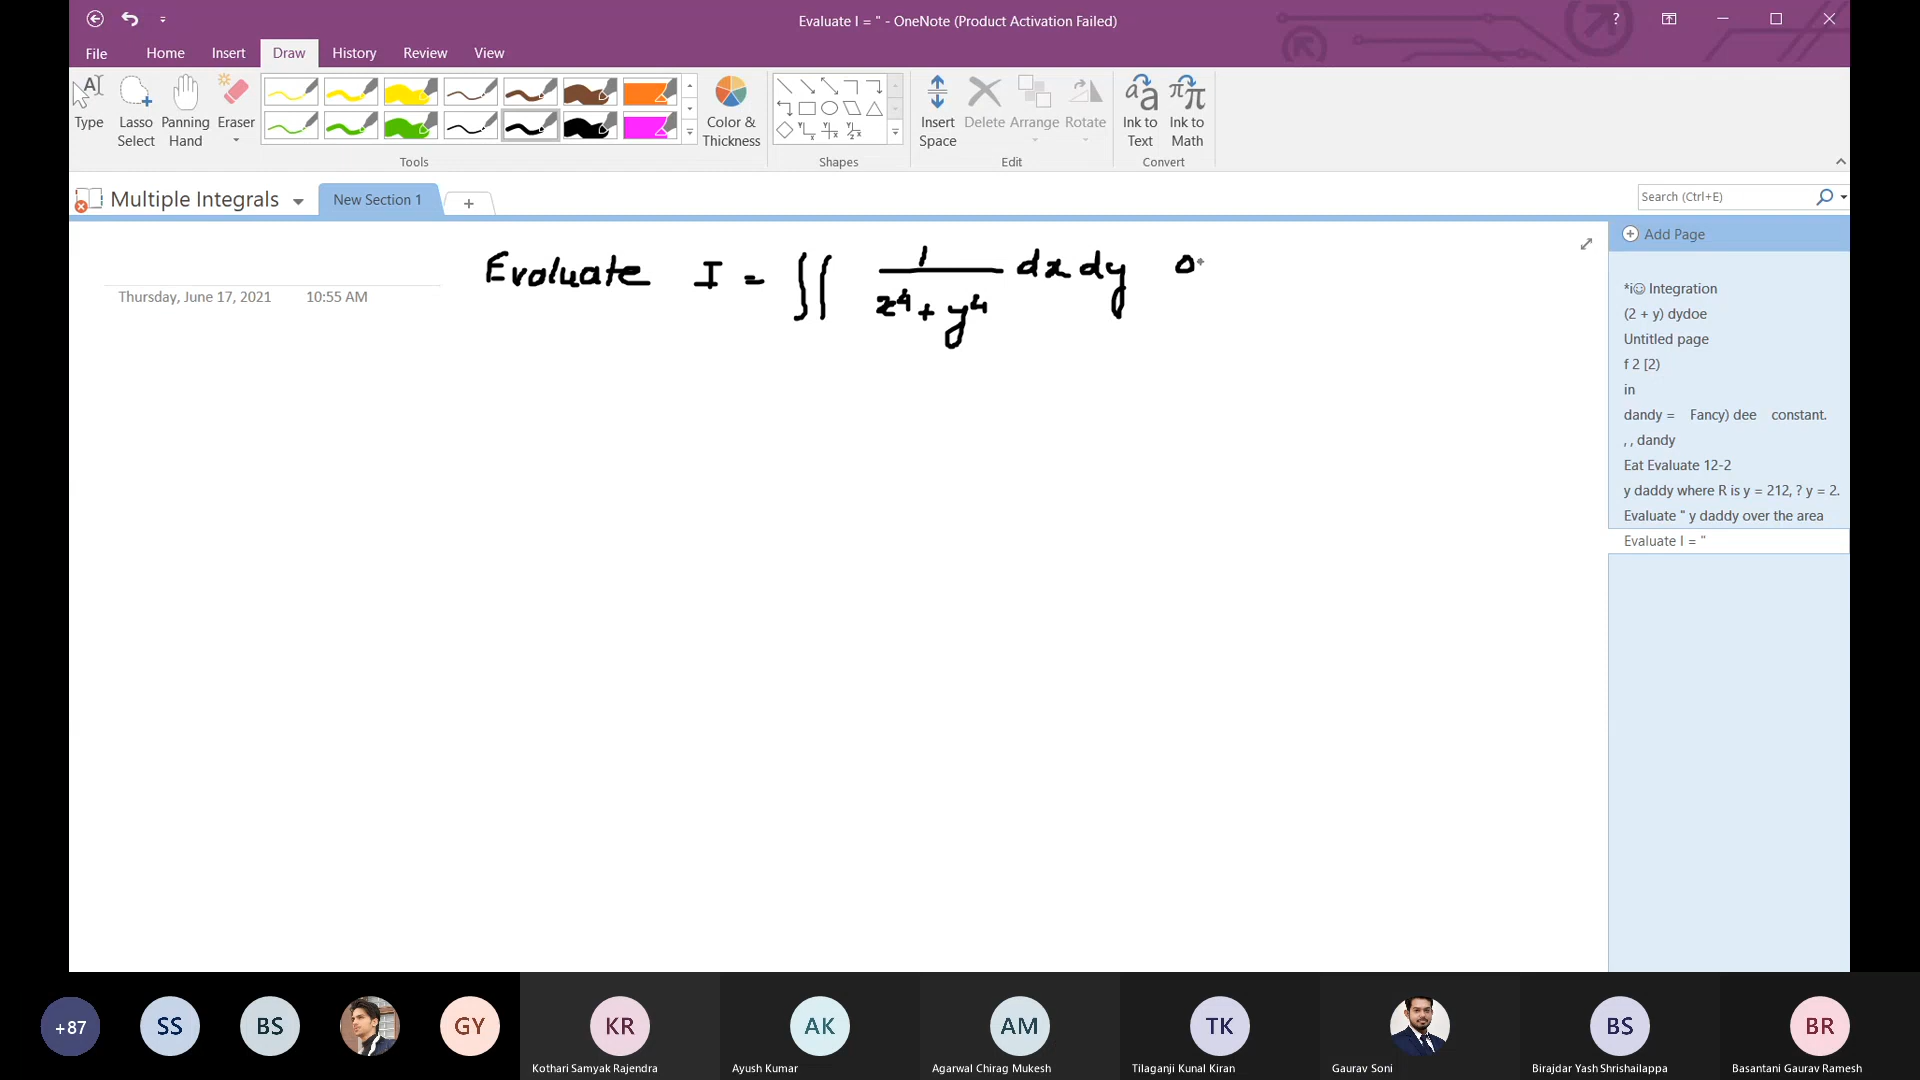 Evaluate I = " - OneNote (Product Activation Failed)
?
File Home Insert Draw History Review View
Type
Lasso Select
Panning Hand
Eraser
Color & Thickness
Insert Space
Delete Arrange Rotate
Ink to Text
Ink to Math
Tools Shapes Edit Convert
Multiple Integrals New Section 1 +
Search (Ctrl+E)
Add Page
Evaluate I = ∬ 1/(x⁴ + y⁴) dx dy
Thursday, June 17, 2021 10:55 AM
*i☺ Integration
(2 + y) dydoe
Untitled page
f 2 [2)
in
dandy = Fancy) dee constant.
, , dandy
Eat Evaluate 12-2
y daddy where R is y = 212, ? y = 2.
Evaluate " y daddy over the area
Evaluate I = "
+87 SS BS GY KR AK AM TK BS BR
Kothari Samyak Rajendra Ayush Kumar Agarwal Chirag Mukesh Tilaganji Kunal Kiran Gaurav Soni Birajdar Yash Shrishailappa Basantani Gaurav Ramesh